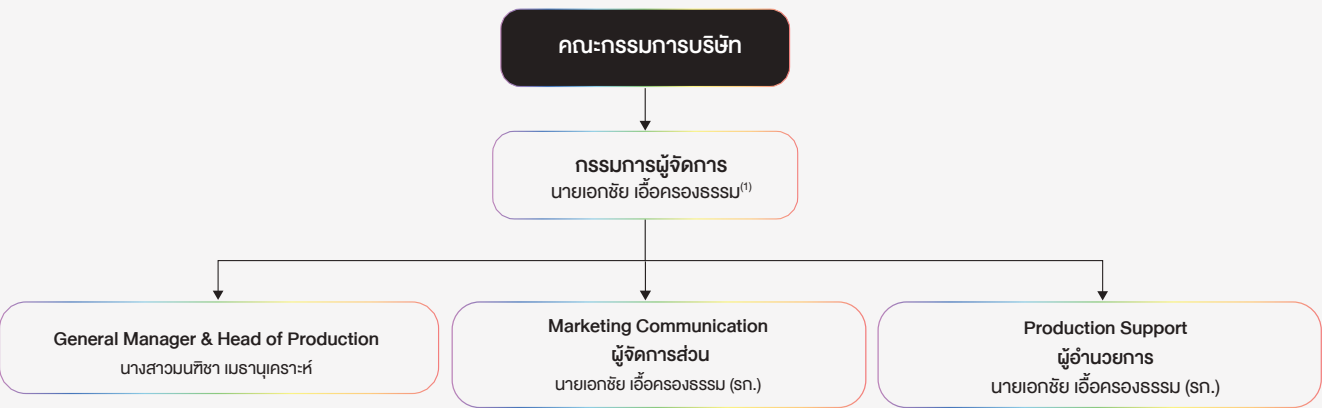 คณะกรรมการบริษัท
กรรมการผู้จัดการ
นายเอกชัย เอื้อครองธรรม⁽¹⁾
General Manager & Head of Production
นางสาวมนฑิชา เมธานุเคราะห์
Marketing Communication
ผู้จัดการส่วน
นายเอกชัย เอื้อครองธรรม (รก.)
Production Support
ผู้อำนวยการ
นายเอกชัย เอื้อครองธรรม (รก.)